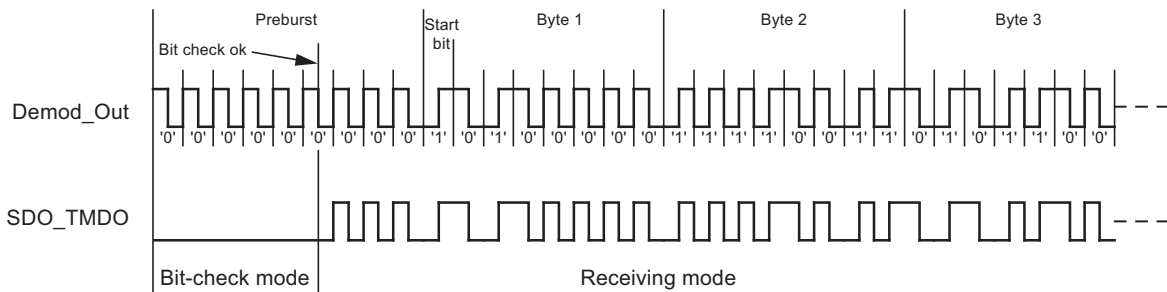 Preburst
Start bit
Byte 1
Byte 2
Byte 3
Bit check ok
Demod_Out
'0' '0' '0' '0' '0' '0' '0' '0' '0' '1' '0' '1' '0' '0' '0' '0' '0' '1' '1' '1' '1' '0' '0' '1' '1' '0' '1' '0' '1' '1' '0' '0'
SDO_TMDO
Bit-check mode
Receiving mode